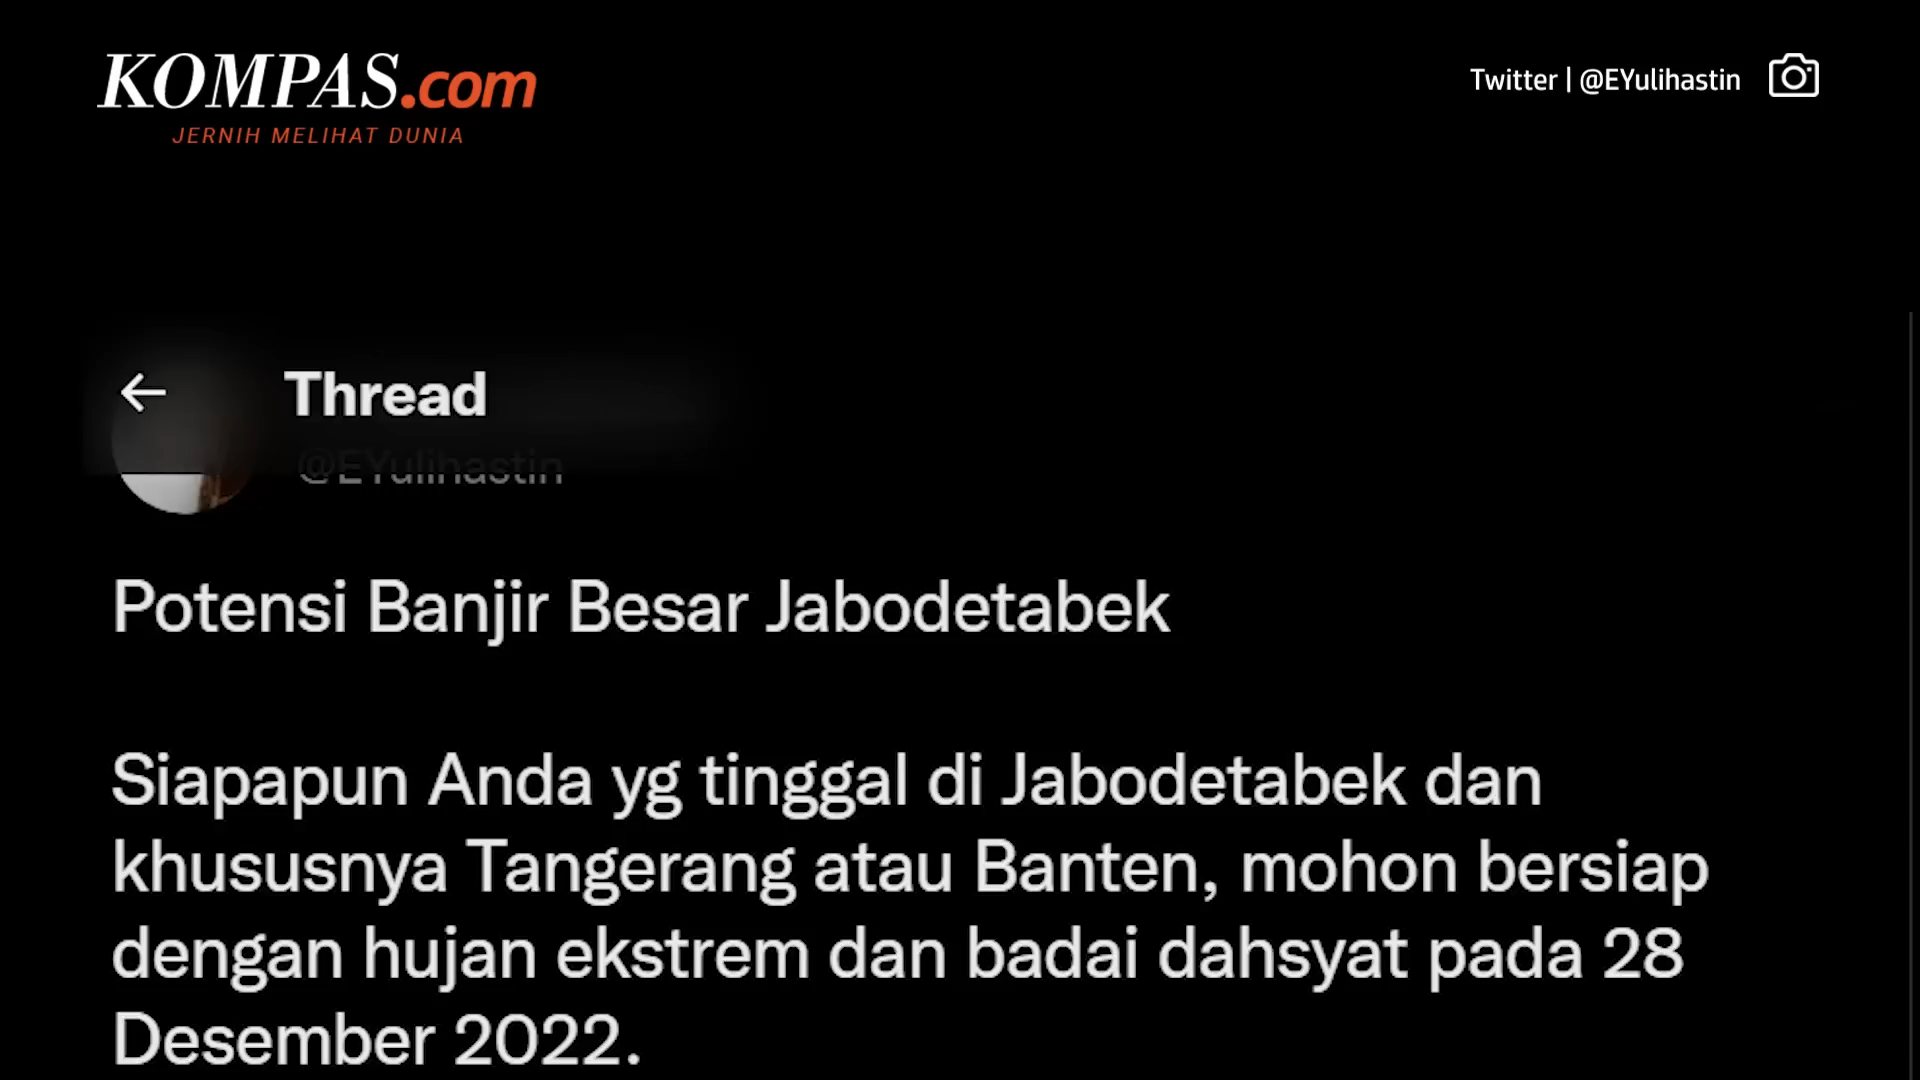 KOMPAS.com
JERNIH MELIHAT DUNIA
Twitter | @EYulihastin
Thread
@EYulihastin
Potensi Banjir Besar Jabodetabek
Siapapun Anda yg tinggal di Jabodetabek dan
khususnya Tangerang atau Banten, mohon bersiap
dengan hujan ekstrem dan badai dahsyat pada 28
Desember 2022.